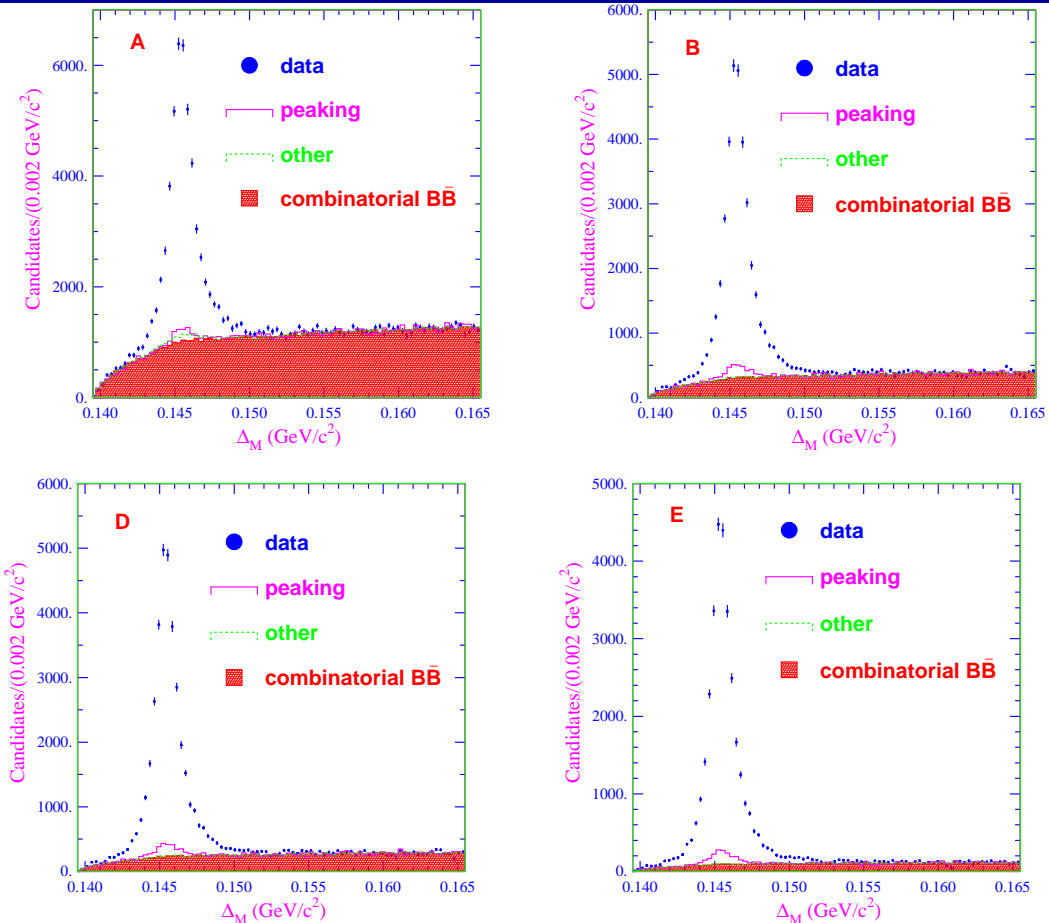 A
data
peaking
other
combinatorial BB̄
Candidates/(0.002 GeV/c²)
6000.
4000.
2000.
0.
0.140 0.145 0.150 0.155 0.160 0.165
Δ_M (GeV/c²)
B
data
peaking
other
combinatorial BB̄
Candidates/(0.002 GeV/c²)
6000.
5000.
4000.
3000.
2000.
1000.
0.
0.140 0.145 0.150 0.155 0.160 0.165
Δ_M (GeV/c²)
D
data
peaking
other
combinatorial BB̄
Candidates/(0.002 GeV/c²)
6000.
5000.
4000.
3000.
2000.
1000.
0.
0.140 0.145 0.150 0.155 0.160 0.165
Δ_M (GeV/c²)
E
data
peaking
other
combinatorial BB̄
Candidates/(0.002 GeV/c²)
5000.
4000.
3000.
2000.
1000.
0.
0.140 0.145 0.150 0.155 0.160 0.165
Δ_M (GeV/c²)